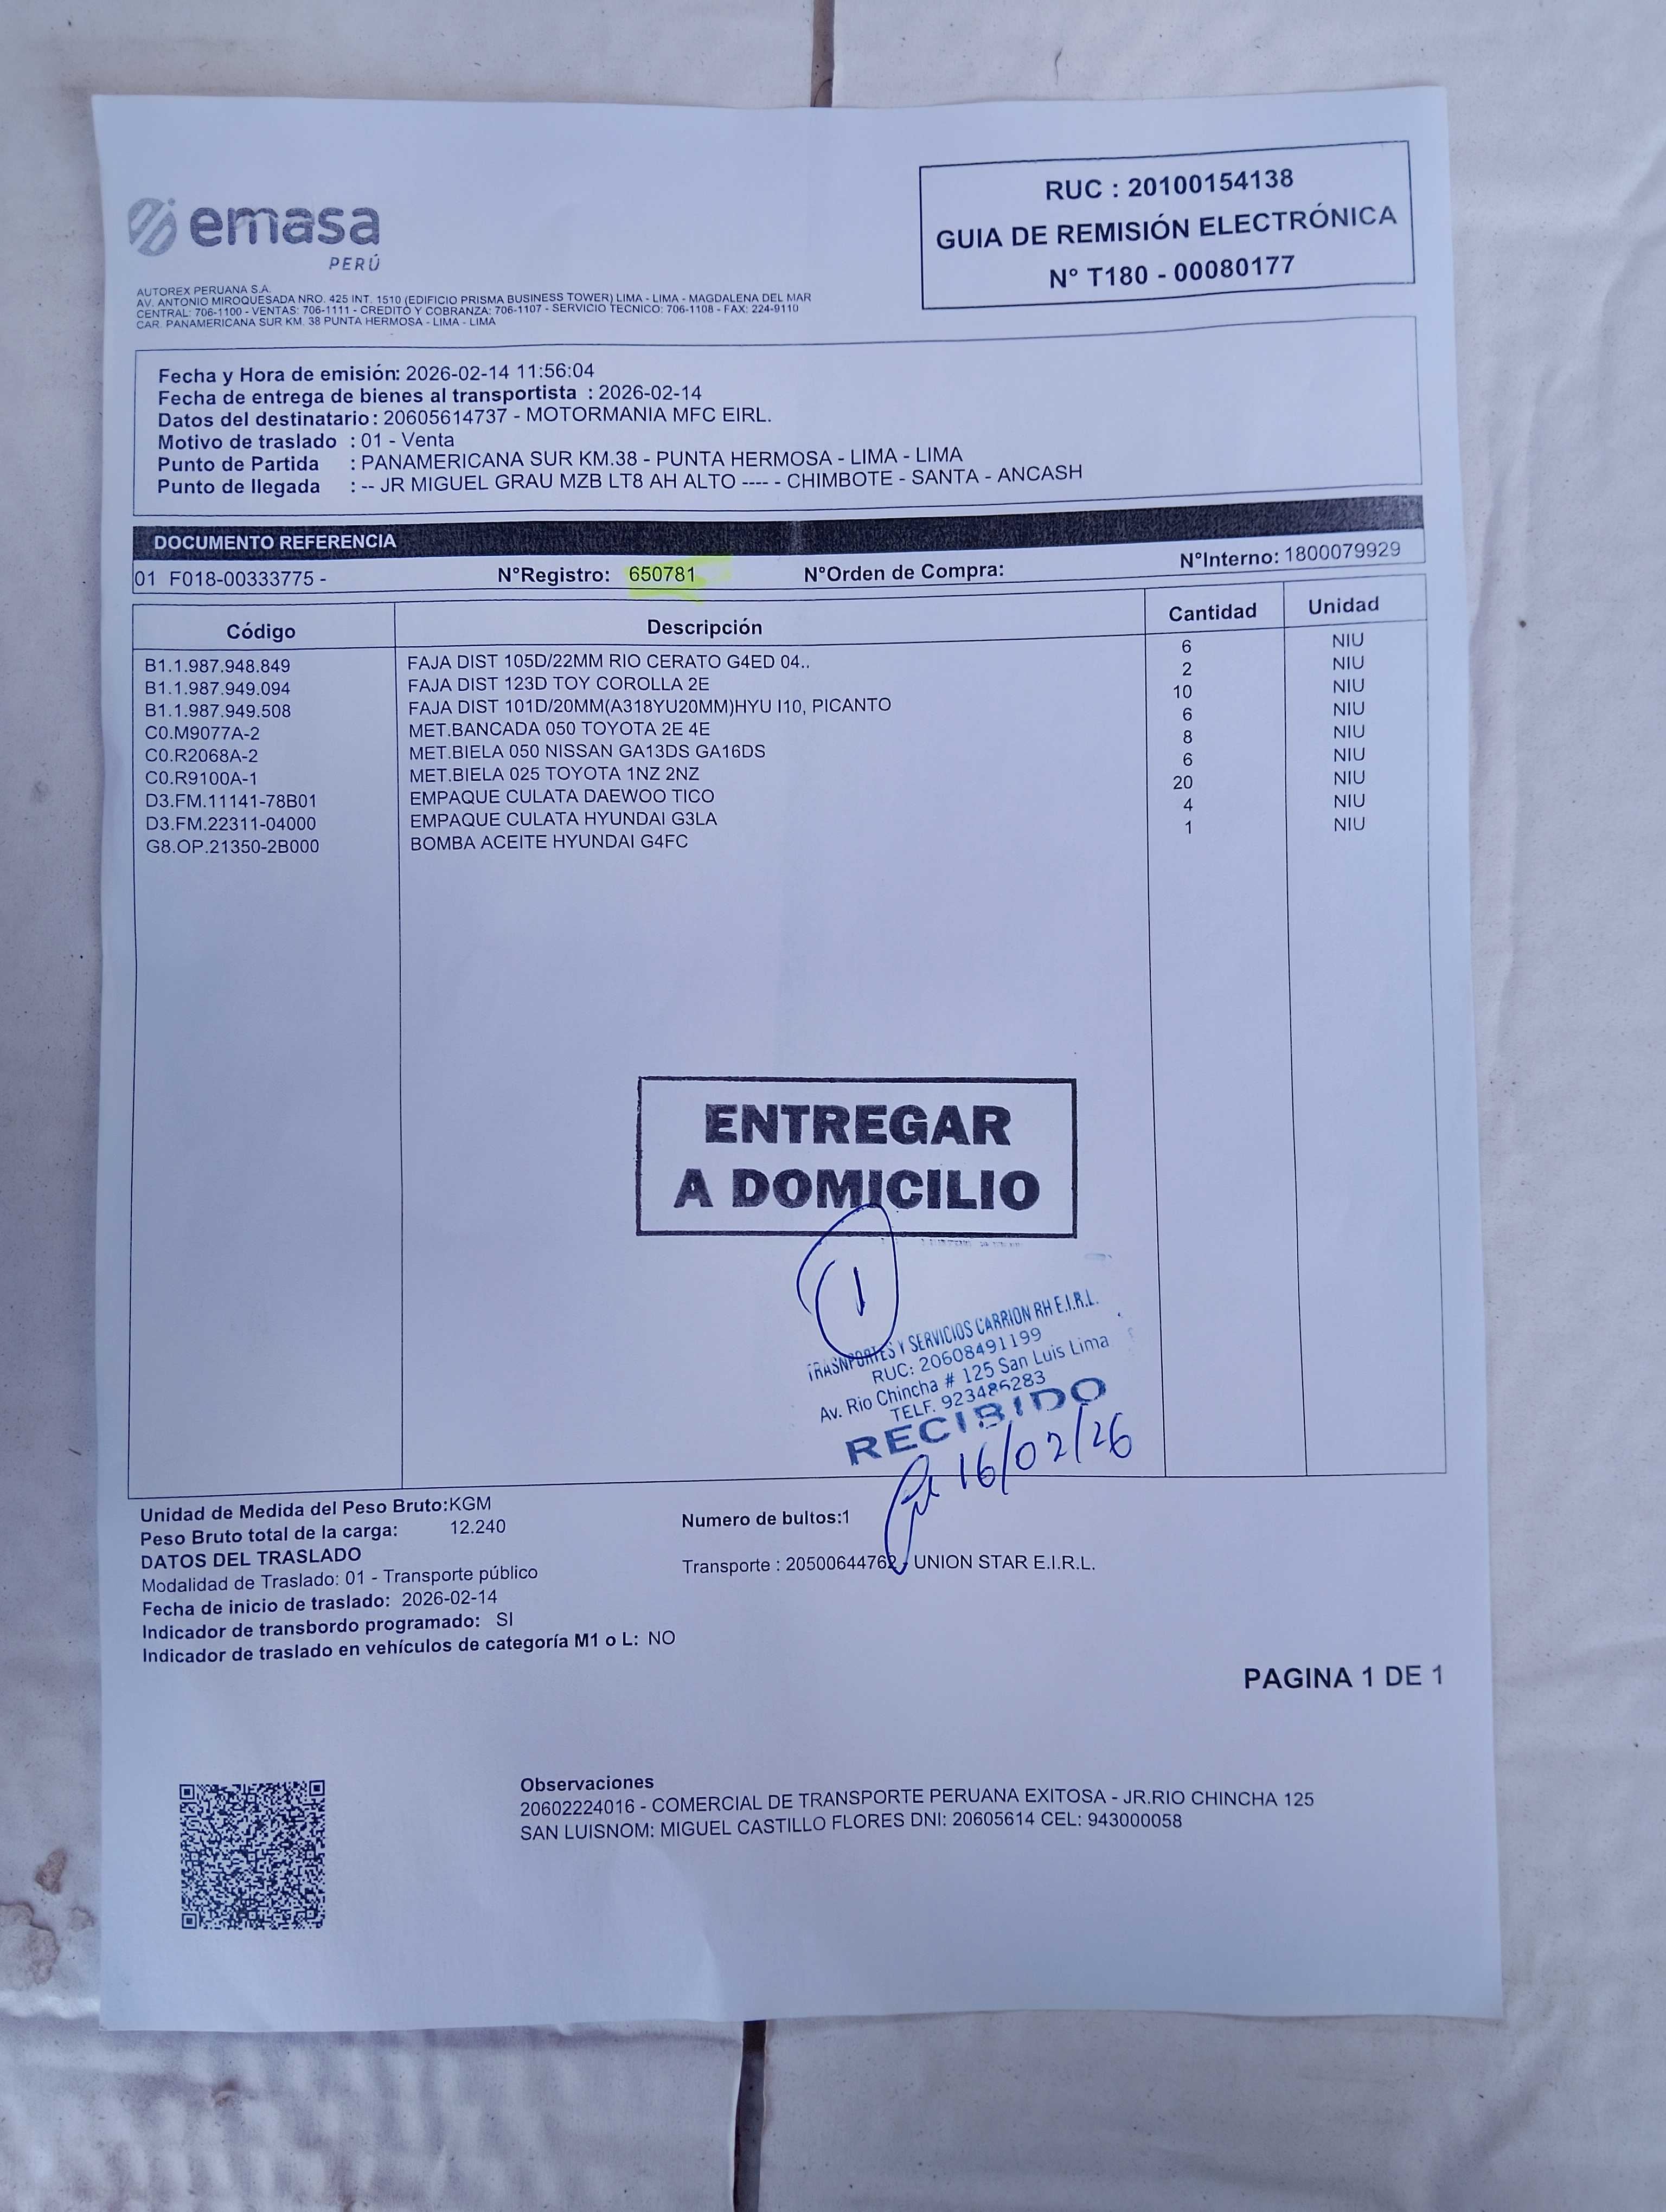 emasa
PERÚ
RUC : 20100154138
GUIA DE REMISIÓN ELECTRÓNICA
N° T180 - 00080177
AUTOREX PERUANA S.A.
AV. ANTONIO MIROQUESADA NRO. 425 INT. 1510 (EDIFICIO PRISMA BUSINESS TOWER) LIMA - LIMA - MAGDALENA DEL MAR
CENTRAL: 706-1100 - VENTAS: 706-1111 - CREDITO Y COBRANZA: 706-1107 - SERVICIO TECNICO: 706-1108 - FAX: 224-9110
CAR. PANAMERICANA SUR KM. 38 PUNTA HERMOSA - LIMA - LIMA
Fecha y Hora de emisión: 2026-02-14 11:56:04
Fecha de entrega de bienes al transportista : 2026-02-14
Datos del destinatario : 20605614737 - MOTORMANIA MFC EIRL.
Motivo de traslado : 01 - Venta
Punto de Partida : PANAMERICANA SUR KM.38 - PUNTA HERMOSA - LIMA - LIMA
Punto de llegada : -- JR MIGUEL GRAU MZB LT8 AH ALTO ---- - CHIMBOTE - SANTA - ANCASH
DOCUMENTO REFERENCIA
01 F018-00333775 - N°Registro: 650781 N°Orden de Compra: N°Interno: 1800079929
Código Descripción Cantidad Unidad
B1.1.987.948.849 FAJA DIST 105D/22MM RIO CERATO G4ED 04.. 6 NIU
B1.1.987.949.094 FAJA DIST 123D TOY COROLLA 2E 2 NIU
B1.1.987.949.508 FAJA DIST 101D/20MM(A318YU20MM)HYU I10, PICANTO 10 NIU
C0.M9077A-2 MET.BANCADA 050 TOYOTA 2E 4E 6 NIU
C0.R2068A-2 MET.BIELA 050 NISSAN GA13DS GA16DS 8 NIU
C0.R9100A-1 MET.BIELA 025 TOYOTA 1NZ 2NZ 6 NIU
D3.FM.11141-78B01 EMPAQUE CULATA DAEWOO TICO 20 NIU
D3.FM.22311-04000 EMPAQUE CULATA HYUNDAI G3LA 4 NIU
G8.OP.21350-2B000 BOMBA ACEITE HYUNDAI G4FC 1 NIU
ENTREGAR
A DOMICILIO
1
TRASNPORTES Y SERVICIOS CARRION RH E.I.R.L.
RUC: 20608491199
Av. Rio Chincha # 125 San Luis Lima
TELF. 923486283
RECIBIDO
16/02/26
Unidad de Medida del Peso Bruto:KGM
Peso Bruto total de la carga: 12.240
Numero de bultos:1
DATOS DEL TRASLADO
Modalidad de Traslado: 01 - Transporte público
Transporte : 20500644762 - UNION STAR E.I.R.L.
Fecha de inicio de traslado: 2026-02-14
Indicador de transbordo programado: SI
Indicador de traslado en vehículos de categoría M1 o L: NO
PAGINA 1 DE 1
Observaciones
20602224016 - COMERCIAL DE TRANSPORTE PERUANA EXITOSA - JR.RIO CHINCHA 125
SAN LUISNOM: MIGUEL CASTILLO FLORES DNI: 20605614 CEL: 943000058